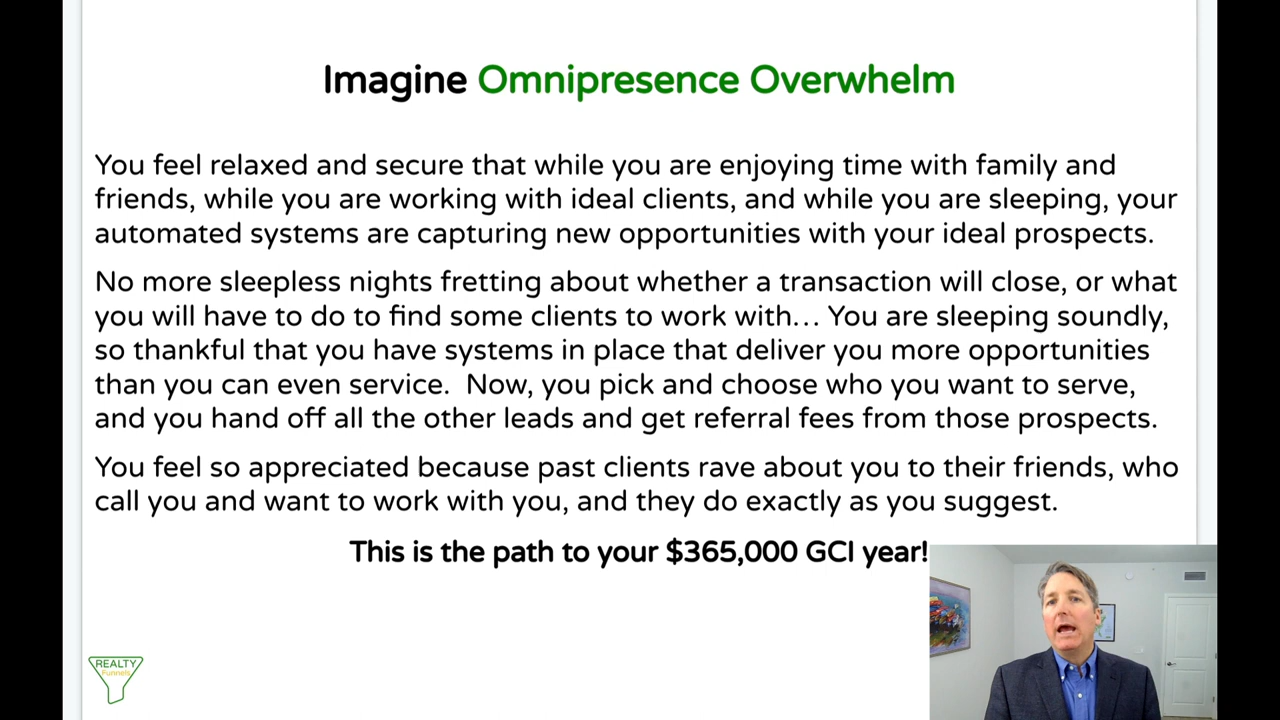 Imagine Omnipresence Overwhelm
You feel relaxed and secure that while you are enjoying time with family and
friends, while you are working with ideal clients, and while you are sleeping, your
automated systems are capturing new opportunities with your ideal prospects.
No more sleepless nights fretting about whether a transaction will close, or what
you will have to do to find some clients to work with... You are sleeping soundly,
so thankful that you have systems in place that deliver you more opportunities
than you can even service.  Now, you pick and choose who you want to serve,
and you hand off all the other leads and get referral fees from those prospects.
You feel so appreciated because past clients rave about you to their friends, who
call you and want to work with you, and they do exactly as you suggest.
This is the path to your $365,000 GCI year!
REALTY
Funnels